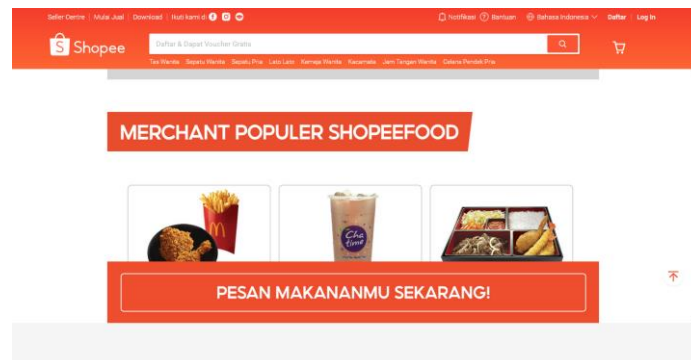 Seller Centre | Mulai Jual | Download | Ikuti kami di
Notifikasi Bantuan Bahasa Indonesia Daftar | Log In
Shopee
Daftar & Dapat Voucher Gratis
Tas Wanita Sepatu Wanita Sepatu Pria Lato Lato Kemeja Wanita Kacamata Jam Tangan Wanita Celana Pendek Pria
MERCHANT POPULER SHOPEEFOOD
Cha
time
PESAN MAKANANMU SEKARANG!